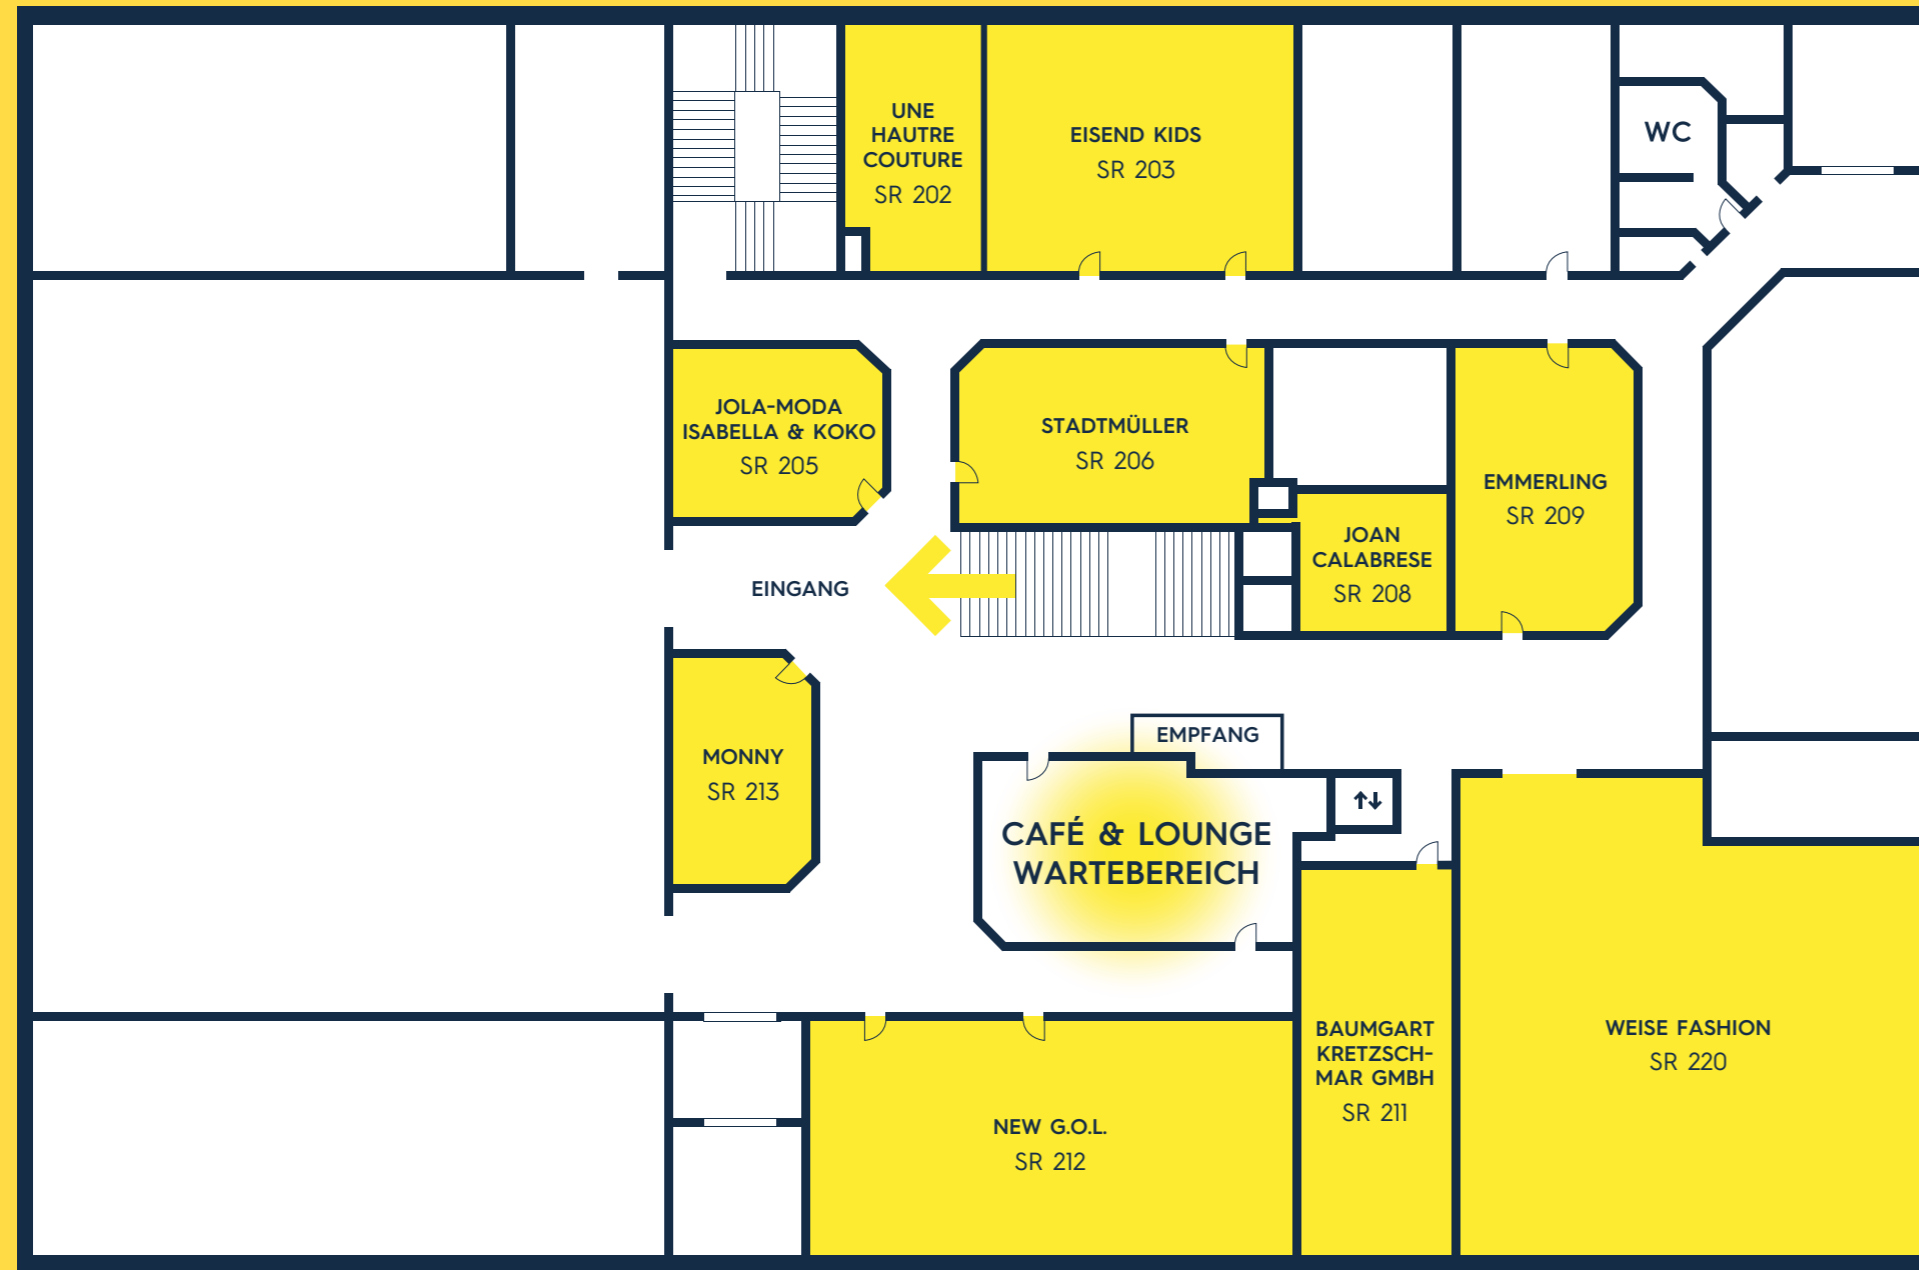 UNE
HAUTRE
COUTURE
SR 202
EISEND KIDS
SR 203
WC
JOLA-MODA
ISABELLA & KOKO
SR 205
STADTMÜLLER
SR 206
EMMERLING
SR 209
JOAN
CALABRESE
SR 208
EINGANG
MONNY
SR 213
EMPFANG
CAFÉ & LOUNGE
WARTEBEREICH
BAUMGART
KRETZSCH-
MAR GMBH
SR 211
WEISE FASHION
SR 220
NEW G.O.L.
SR 212